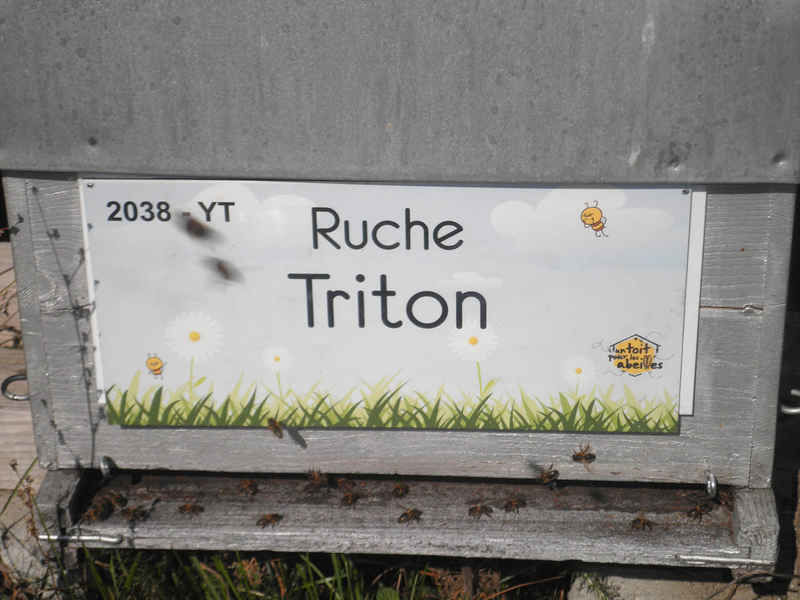 2038 - YT
Ruche
Triton
un toit
pour les
abeilles